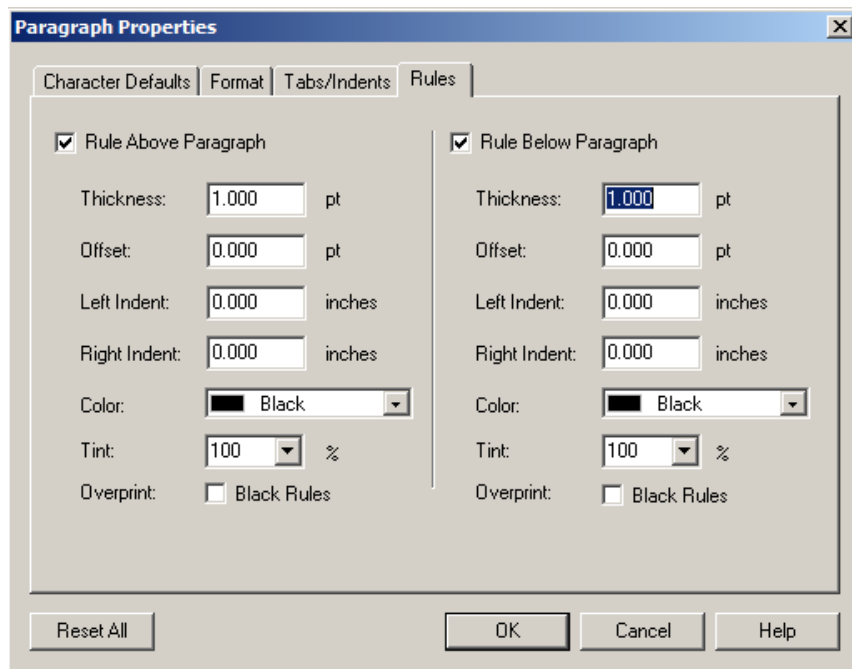 Paragraph Properties
Character Defaults Format Tabs/Indents Rules
Rule Above Paragraph
Thickness: 1.000 pt
Offset: 0.000 pt
Left Indent: 0.000 inches
Right Indent: 0.000 inches
Color: Black
Tint: 100 %
Overprint: Black Rules
Rule Below Paragraph
Thickness: 1.000 pt
Offset: 0.000 pt
Left Indent: 0.000 inches
Right Indent: 0.000 inches
Color: Black
Tint: 100 %
Overprint: Black Rules
Reset All OK Cancel Help